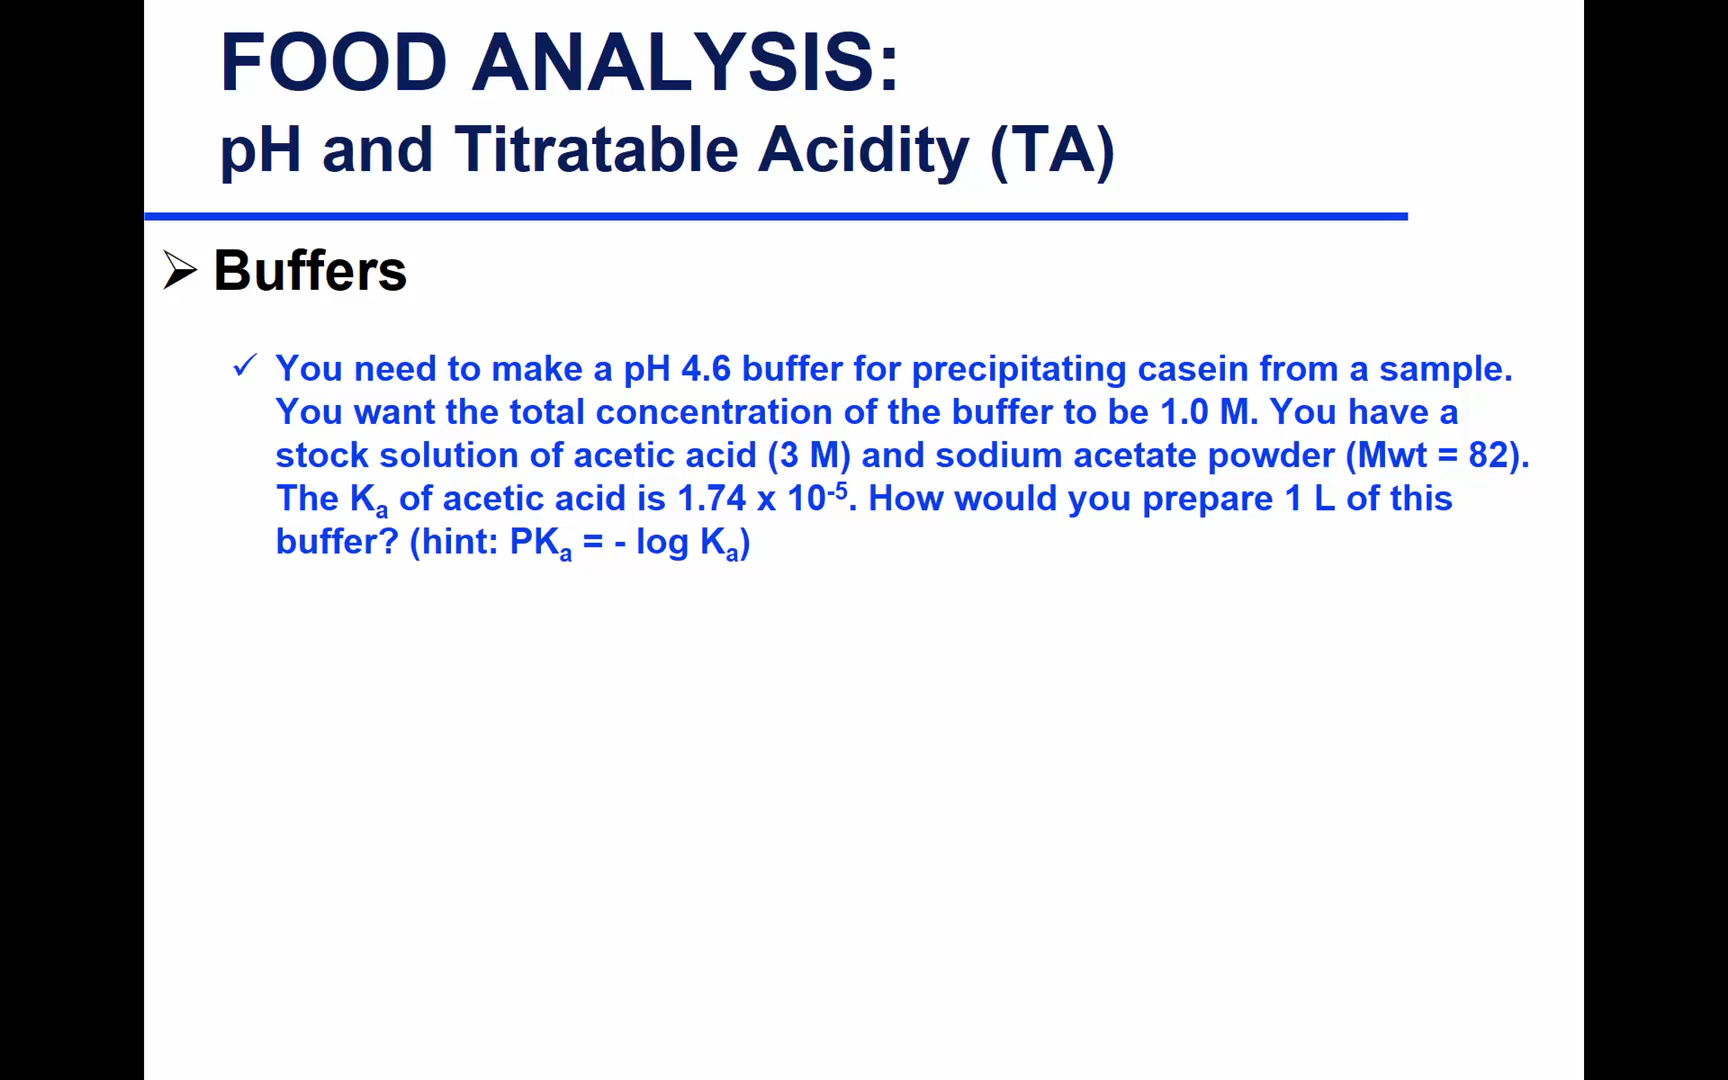 FOOD ANALYSIS:
pH and Titratable Acidity (TA)
➢ Buffers
✓ You need to make a pH 4.6 buffer for precipitating casein from a sample.
You want the total concentration of the buffer to be 1.0 M. You have a
stock solution of acetic acid (3 M) and sodium acetate powder (Mwt = 82).
The Kₐ of acetic acid is 1.74 x 10⁻⁵. How would you prepare 1 L of this
buffer? (hint: PKₐ = - log Kₐ)